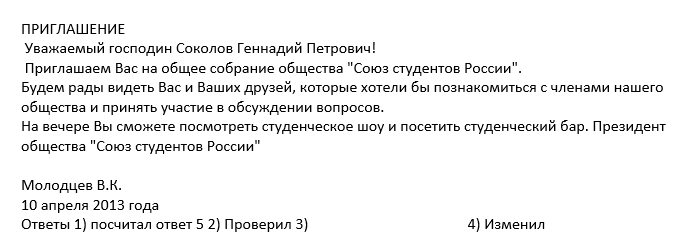 ПРИГЛАШЕНИЕ
Уважаемый господин Соколов Геннадий Петрович!
Приглашаем Вас на общее собрание общества "Союз студентов России".
Будем рады видеть Вас и Ваших друзей, которые хотели бы познакомиться с членами нашего
общества и принять участие в обсуждении вопросов.
На вечере Вы сможете посмотреть студенческое шоу и посетить студенческий бар. Президент
общества "Союз студентов России"
Молодцев В.К.
10 апреля 2013 года
Ответы 1) посчитал ответ 5 2) Проверил 3) 4) Изменил